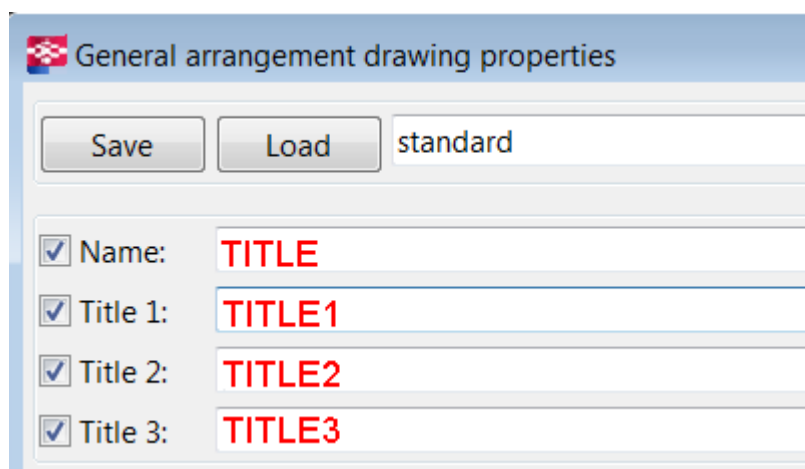 General arrangement drawing properties
Save Load standard
Name: TITLE
Title 1: TITLE1
Title 2: TITLE2
Title 3: TITLE3